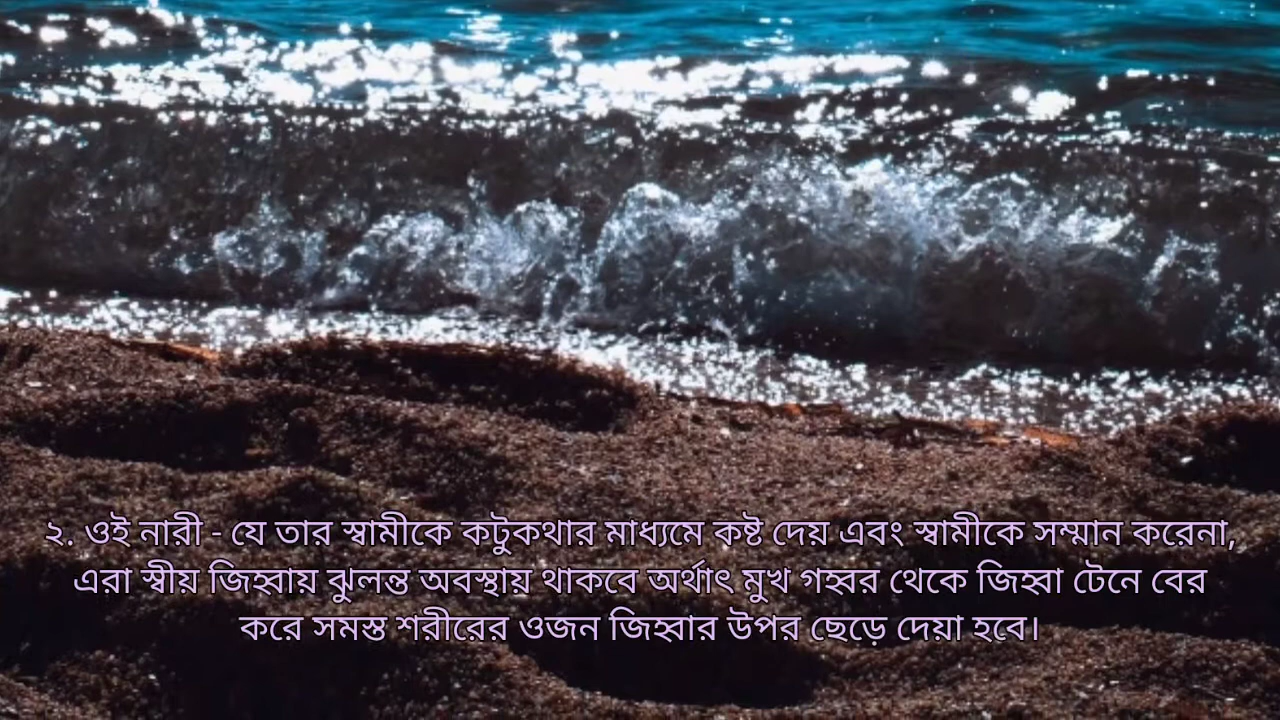 ২. ওই নারী - যে তার স্বামীকে কটুকথার মাধ্যমে কষ্ট দেয় এবং স্বামীকে সম্মান করেনা,
এরা স্বীয় জিহ্বায় ঝুলন্ত অবস্থায় থাকবে অর্থাৎ মুখ গহ্বর থেকে জিহ্বা টেনে বের
করে সমস্ত শরীরের ওজন জিহ্বার উপর ছেড়ে দেয়া হবে।